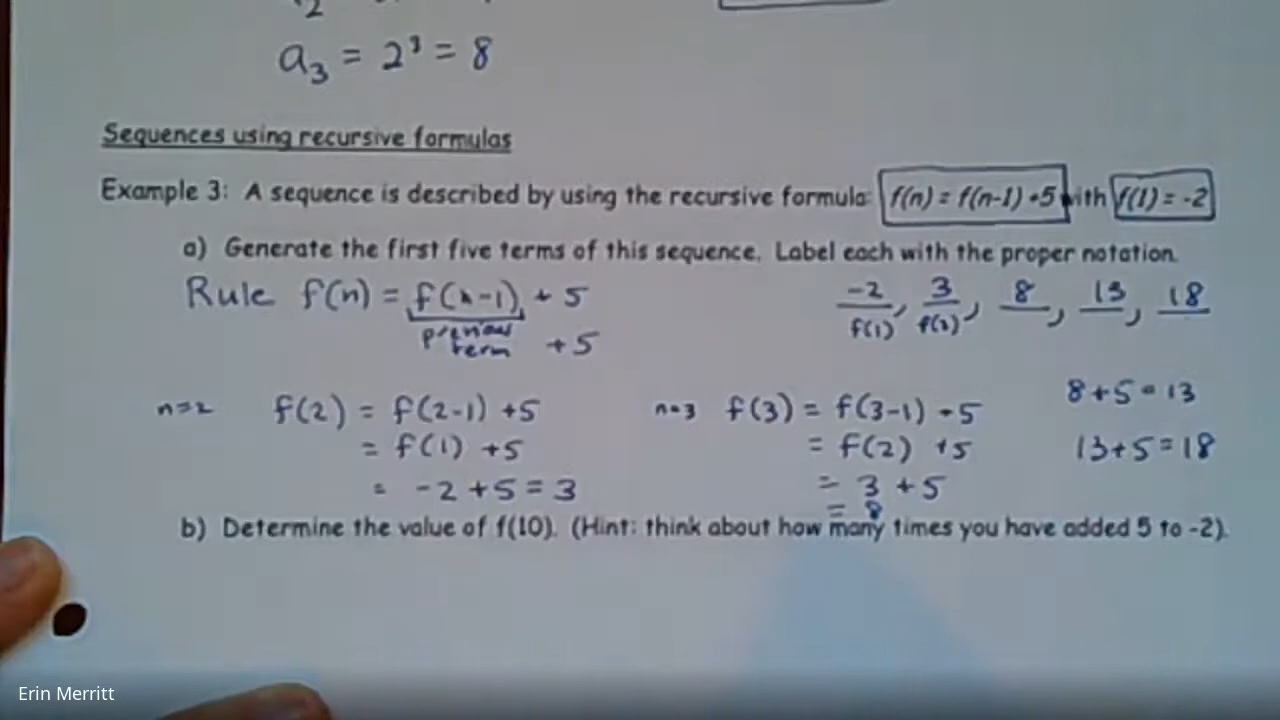 a₃ = 2³ = 8
Sequences using recursive formulas
Example 3: A sequence is described by using the recursive formula: f(n) = f(n-1) +5 with f(1) = -2
a) Generate the first five terms of this sequence. Label each with the proper notation.
Rule f(n) = f(n-1) + 5
previous term +5
-2, 3, 8, 13, 18
f(1) f(2)
n=2 f(2) = f(2-1) +5
= f(1) +5
= -2 +5 = 3
n=3 f(3) = f(3-1) +5
= f(2) +5
= 3 +5
= 8
8+5=13
13+5=18
b) Determine the value of f(10). (Hint: think about how many times you have added 5 to -2).
Erin Merritt